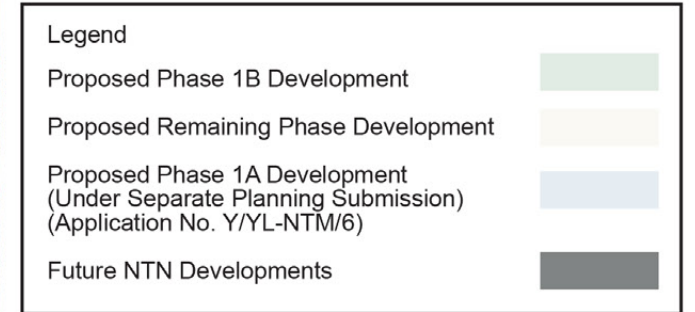 Legend
Proposed Phase 1B Development
Proposed Remaining Phase Development
Proposed Phase 1A Development
(Under Separate Planning Submission)
(Application No. Y/YL-NTM/6)
Future NTN Developments